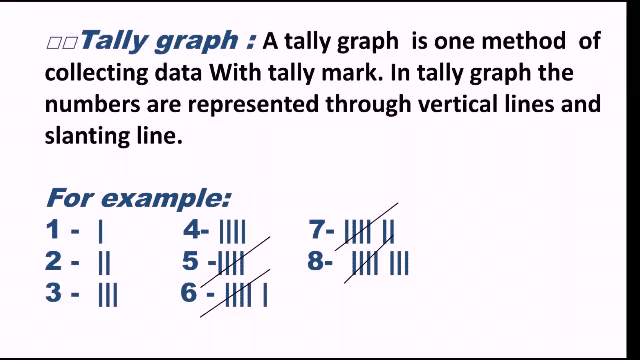 □□Tally graph : A tally graph is one method of
collecting data With tally mark. In tally graph the
numbers are represented through vertical lines and
slanting line.
For example:
1 - | 4- |||| 7- |||| ||
2 - || 5 -|||| 8- |||| |||
3 - ||| 6 - |||| |